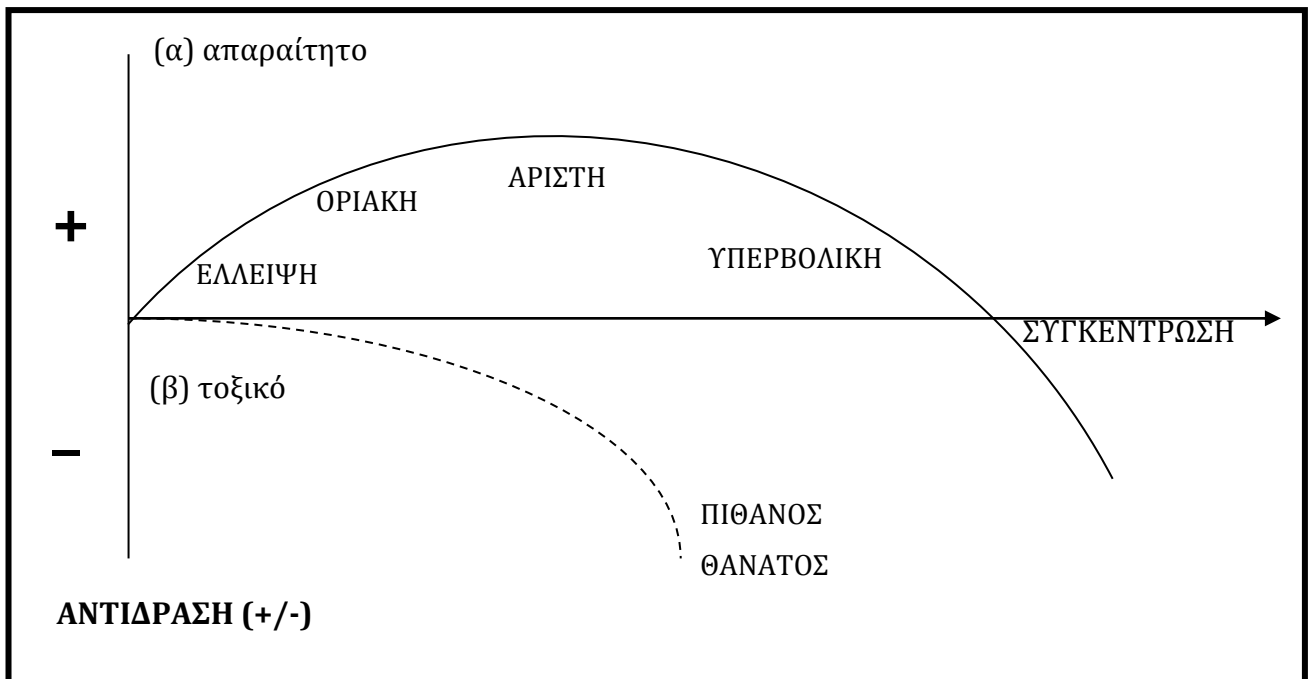 (α) απαραίτητο
ΑΡΙΣΤΗ
ΟΡΙΑΚΗ
+
ΥΠΕΡΒΟΛΙΚΗ
ΕΛΛΕΙΨΗ
ΣΥΓΚΕΝΤΡΩΣΗ
(β) τοξικό
–
ΠΙΘΑΝΟΣ
ΘΑΝΑΤΟΣ
ΑΝΤΙΔΡΑΣΗ (+/-)